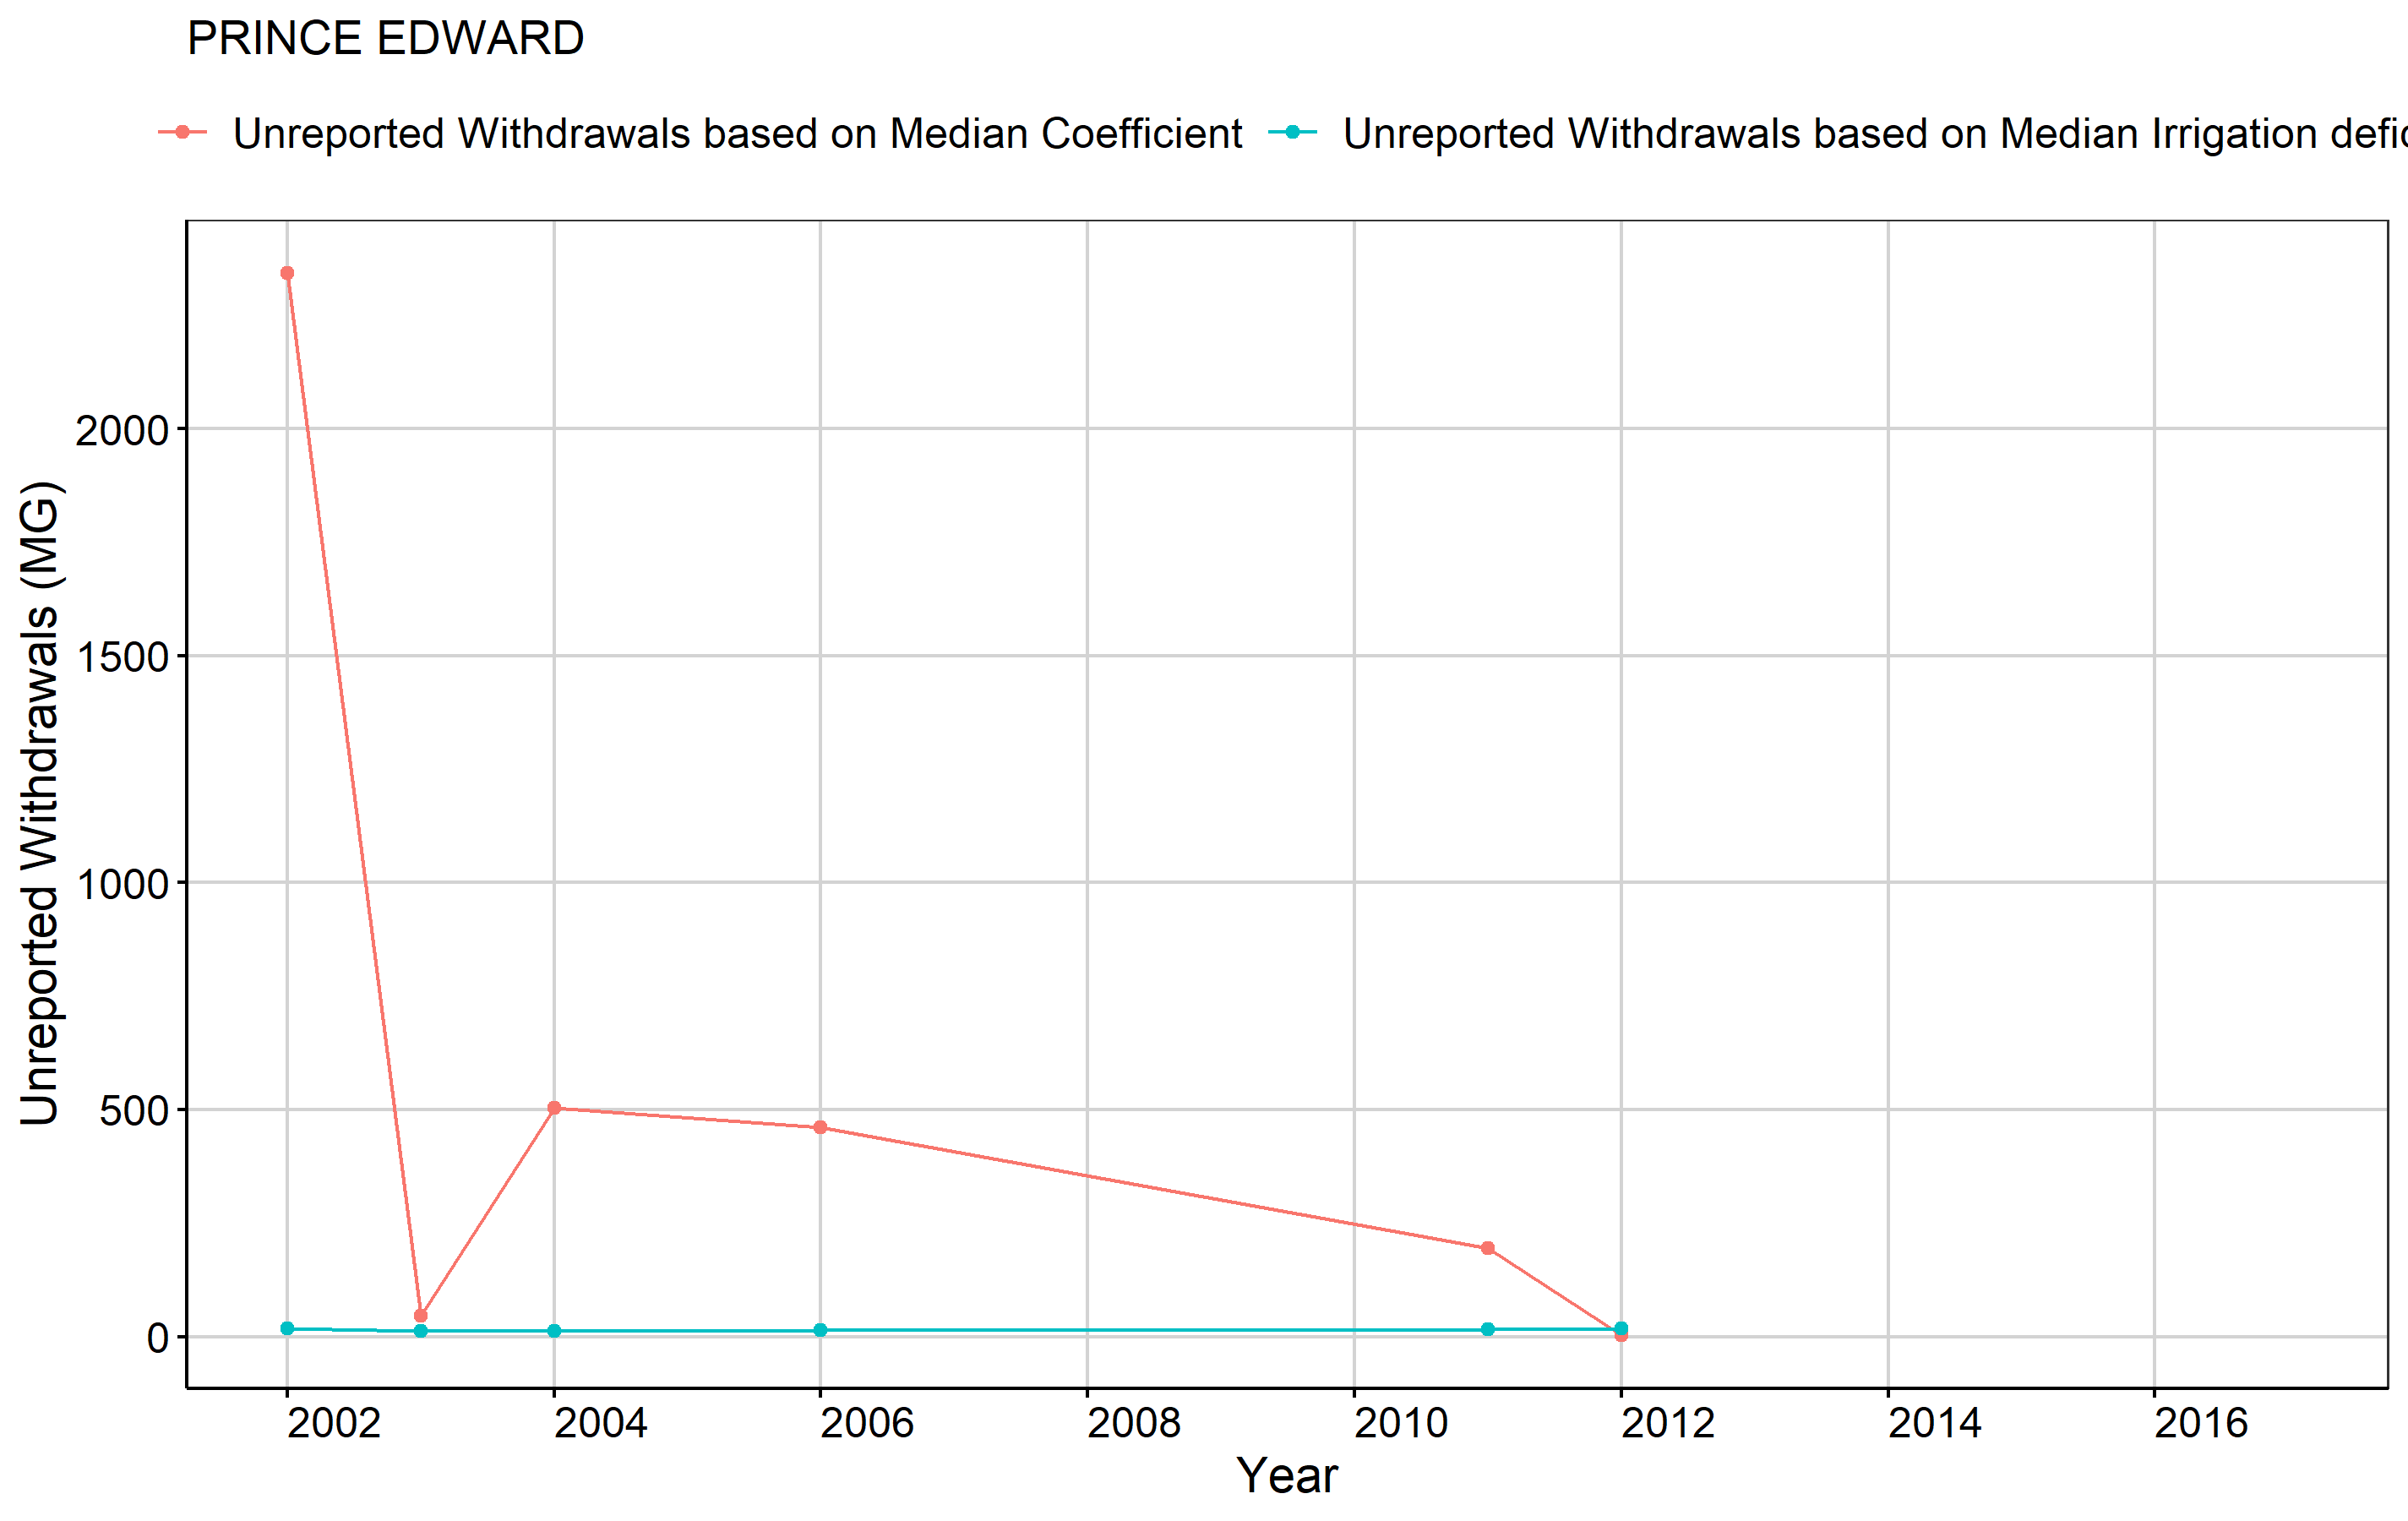 PRINCE EDWARD
Unreported Withdrawals based on Median Coefficient Unreported Withdrawals based on Median Irrigation
Unreported Withdrawals (MG)
2000
1500
1000
500
0
2002 2004 2006 2008 2010 2012 2014 2016
Year